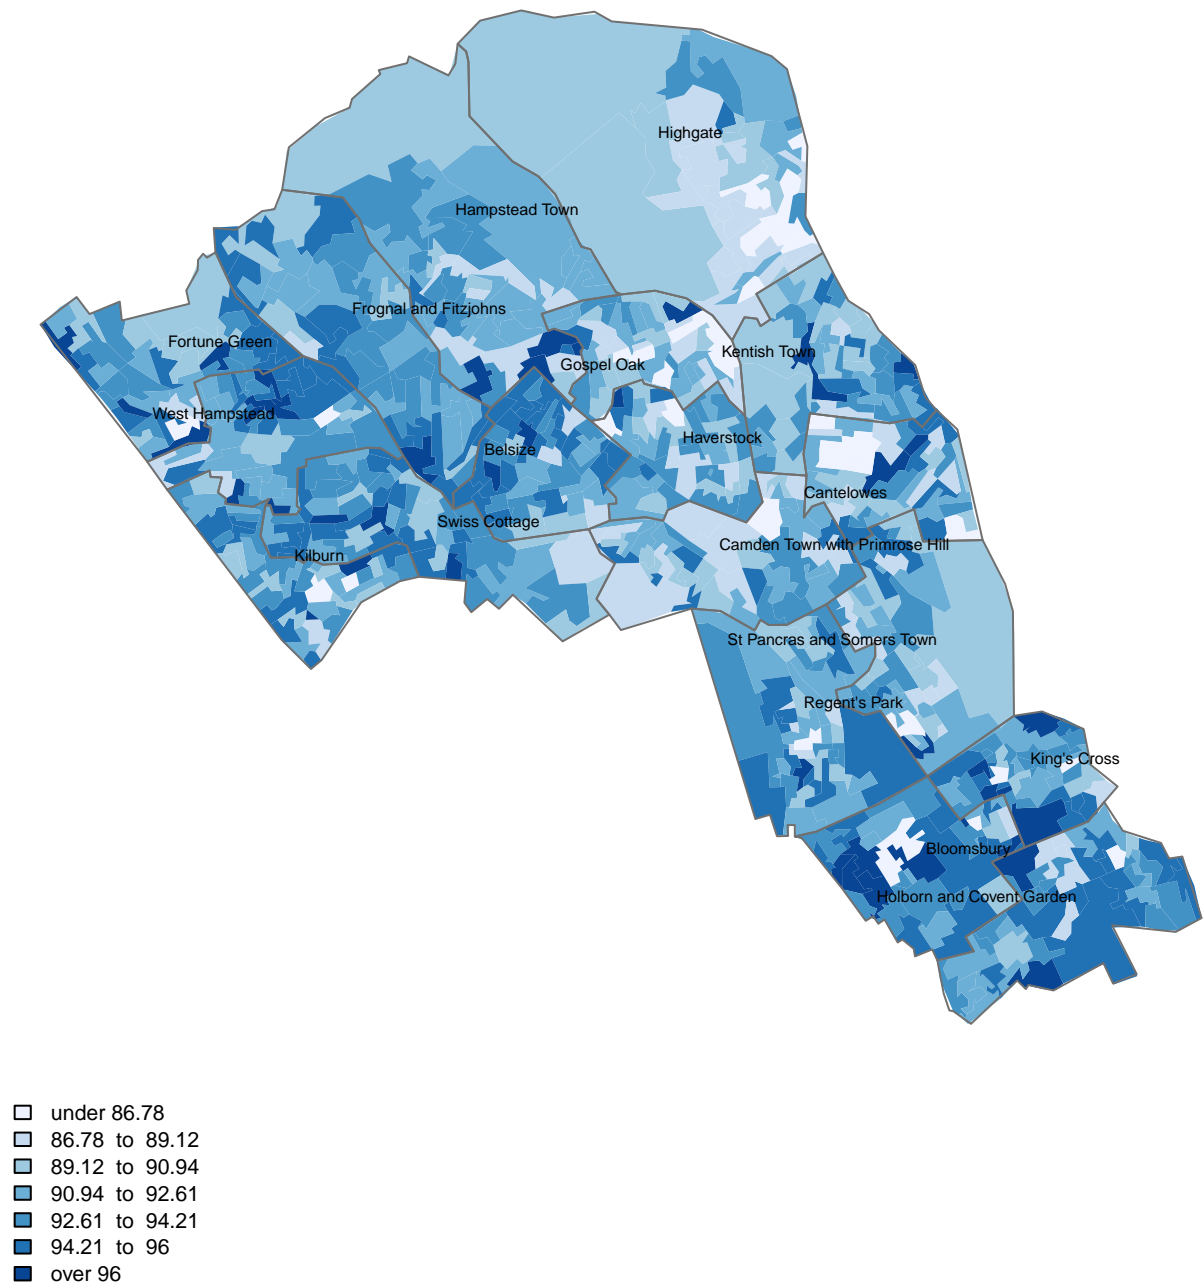 Highgate
Hampstead Town
Frognal and Fitzjohns
Fortune Green
Kentish Town
Gospel Oak
West Hampstead
Haverstock
Belsize
Cantelowes
Swiss Cottage
Camden Town with Primrose Hill
Kilburn
St Pancras and Somers Town
Regent's Park
King's Cross
Bloomsbury
Holborn and Covent Garden
under 86.78
86.78 to 89.12
89.12 to 90.94
90.94 to 92.61
92.61 to 94.21
94.21 to 96
over 96